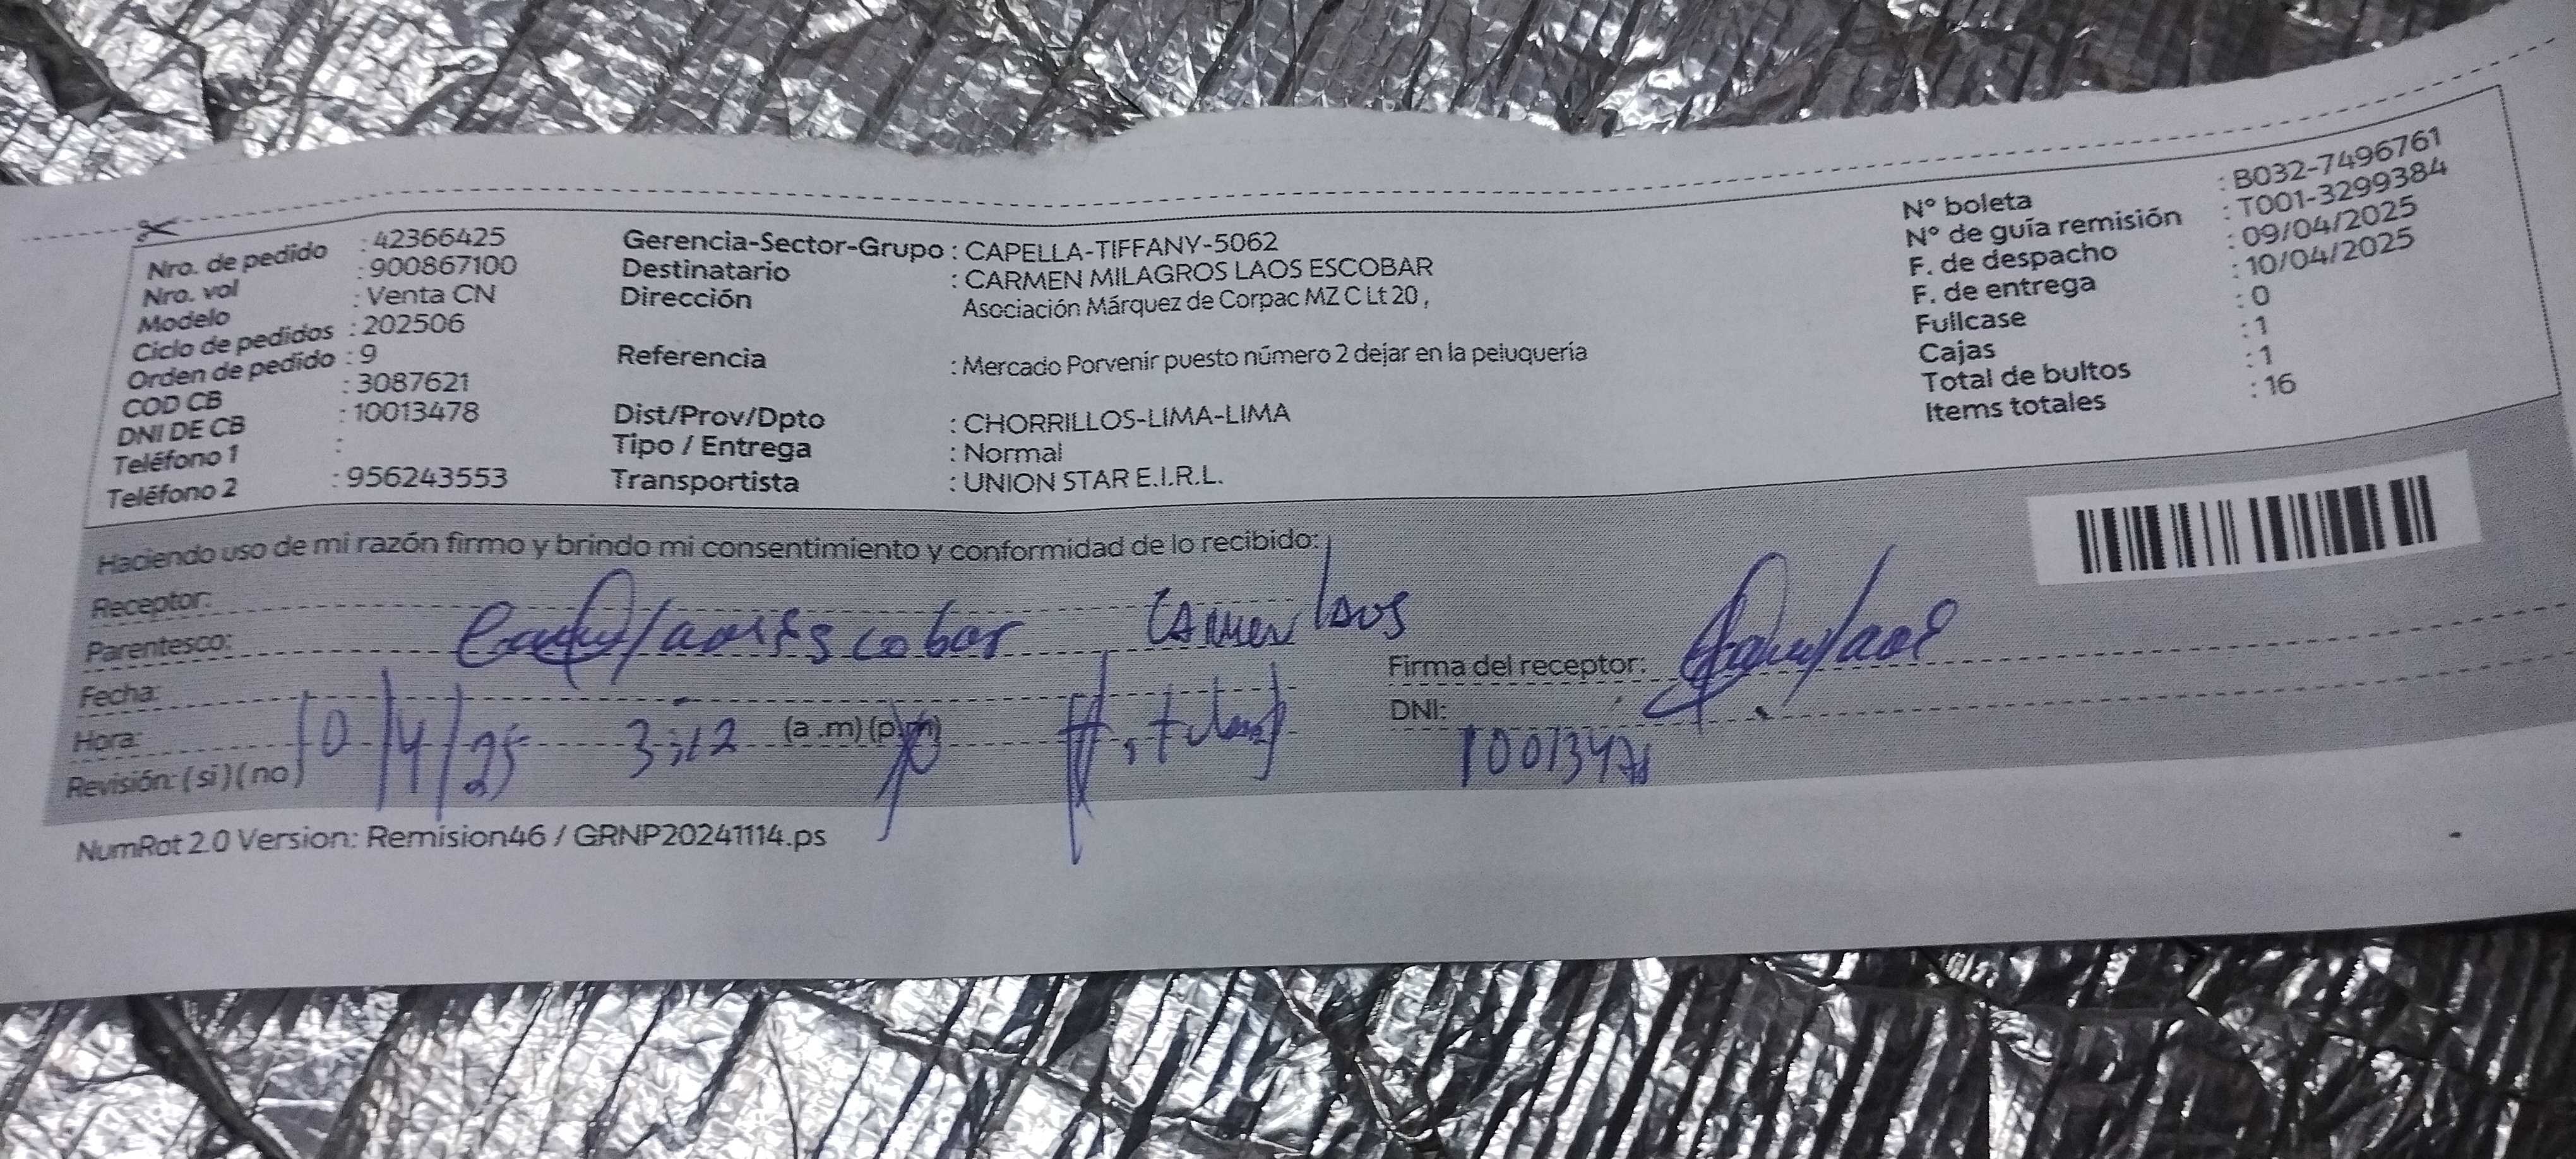 Nro. de pedido : 42366425
Nro. vol : 900867100
Modelo : Venta CN
Ciclo de pedidos : 202506
Orden de pedido : 9
COD CB : 3087621
DNI DE CB : 10013478
Teléfono 1 :
Teléfono 2 : 956243553
Gerencia-Sector-Grupo : CAPELLA-TIFFANY-5062
Destinatario : CARMEN MILAGROS LAOS ESCOBAR
Dirección Asociación Márquez de Corpac MZ C Lt 20 ,
Referencia : Mercado Porvenir puesto número 2 dejar en la peluquería
Dist/Prov/Dpto : CHORRILLOS-LIMA-LIMA
Tipo / Entrega : Normal
Transportista : UNION STAR E.I.R.L.
N° boleta : B032-7496761
N° de guía remisión : T001-3299384
F. de despacho : 09/04/2025
F. de entrega : 10/04/2025
Fullcase : 0
Cajas : 1
Total de bultos : 1
Items totales : 16
Haciendo uso de mi razón firmo y brindo mi consentimiento y conformidad de lo recibido:
Receptor:
Parentesco: Escobar Carmen Laos
Fecha: 10/4/25
Hora: 3:12 (a .m) (p.m)
Revisión: ( si ) ( no )
Firma del receptor:
DNI: 10013478
NumRot 2.0 Version: Remision46 / GRNP20241114.ps